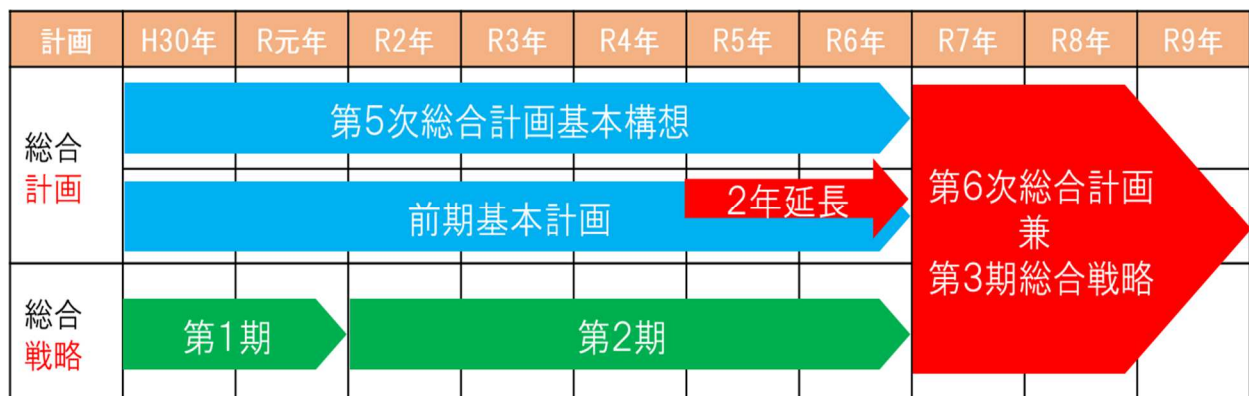 計画 H30年 R元年 R2年 R3年 R4年 R5年 R6年 R7年 R8年 R9年
総合
計画
第5次総合計画基本構想
前期基本計画
2年延長
第6次総合計画
兼
第3期総合戦略
総合
戦略
第1期
第2期